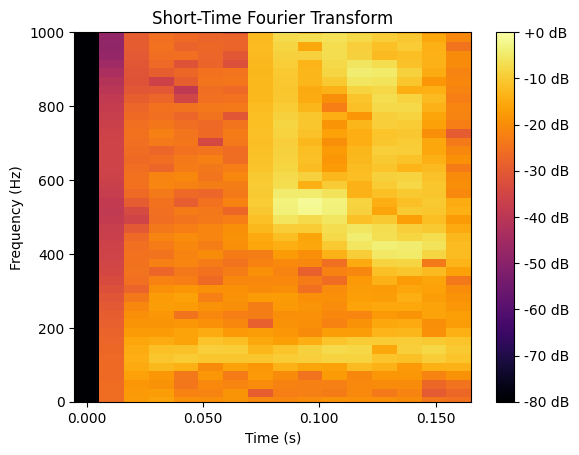 Short-Time Fourier Transform
1000
800
600
400
200
0
Frequency (Hz)
0.000
0.050
0.100
0.150
Time (s)
+0 dB
-10 dB
-20 dB
-30 dB
-40 dB
-50 dB
-60 dB
-70 dB
-80 dB